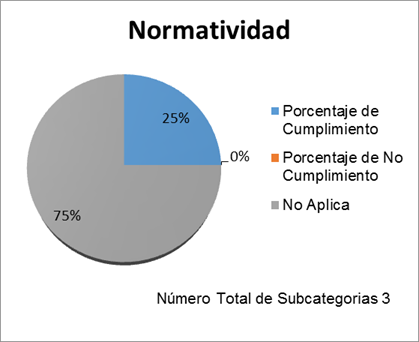 Normatividad
25%
0%
75%
Porcentaje de
Cumplimiento
Porcentaje de No
Cumplimiento
No Aplica
Número Total de Subcategorias 3